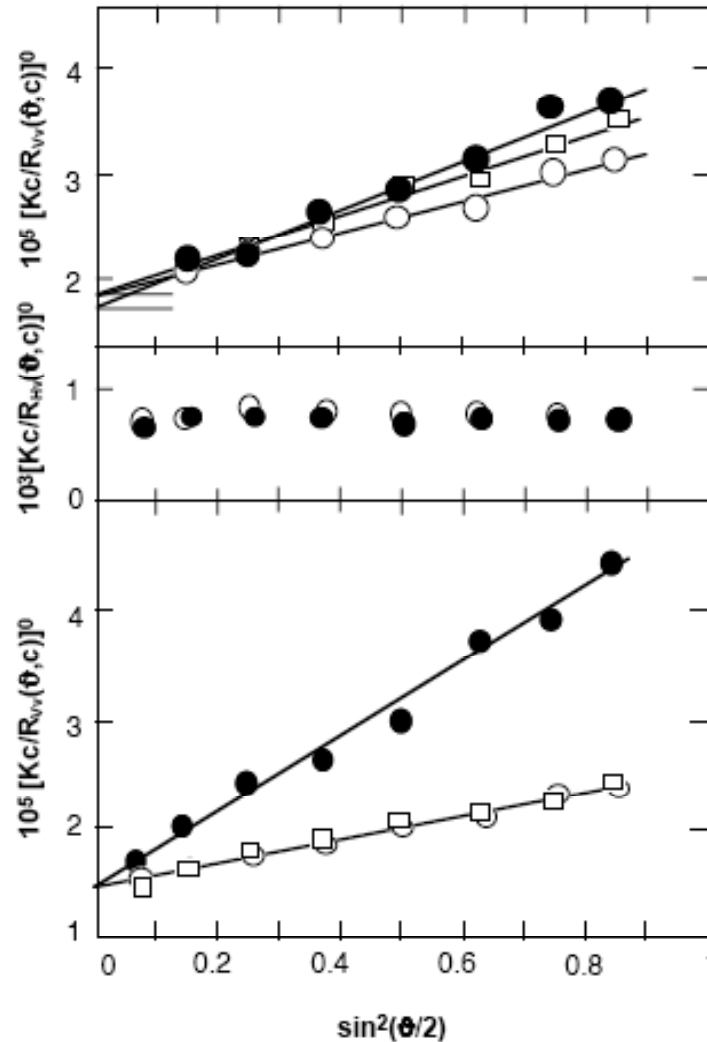 10⁵ [Kc/R_Vv(ϑ,c)]⁰
4
3
2
10³[Kc/R_Hv(ϑ,c)]⁰
1
0
10⁵ [Kc/R_Vv(ϑ,c)]⁰
4
3
2
1
0 0.2 0.4 0.6 0.8
sin²(ϑ/2)